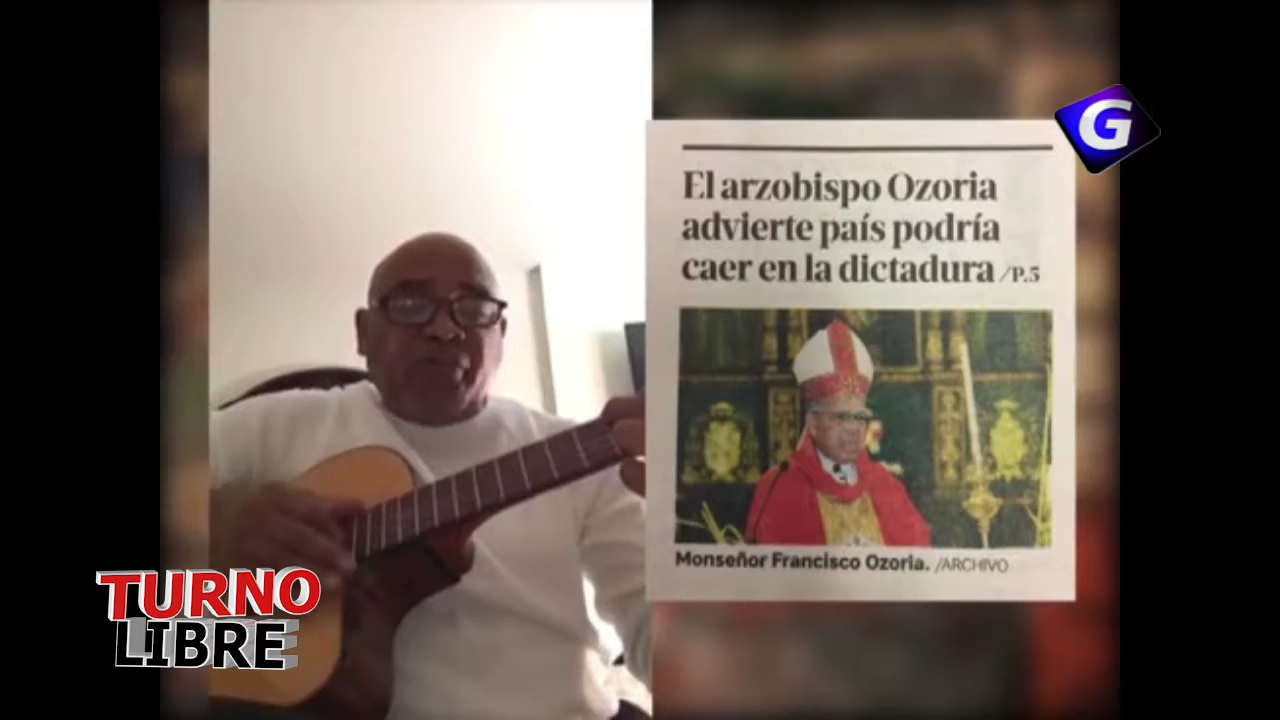 G
El arzobispo Ozoria
advierte país podría
caer en la dictadura /P.5
Monseñor Francisco Ozoria. /ARCHIVO
TURNO
LIBRE